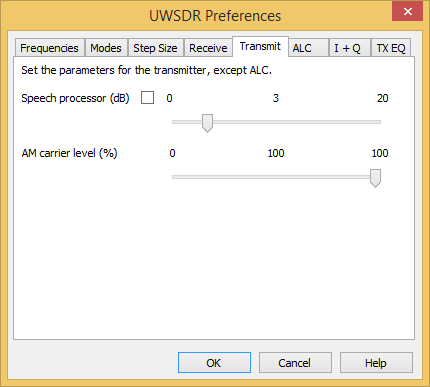 UWSDR Preferences
Frequencies Modes Step Size Receive Transmit ALC I + Q TX EQ
Set the parameters for the transmitter, except ALC.
Speech processor (dB) 0 3 20
AM carrier level (%) 0 100 100
OK Cancel Help